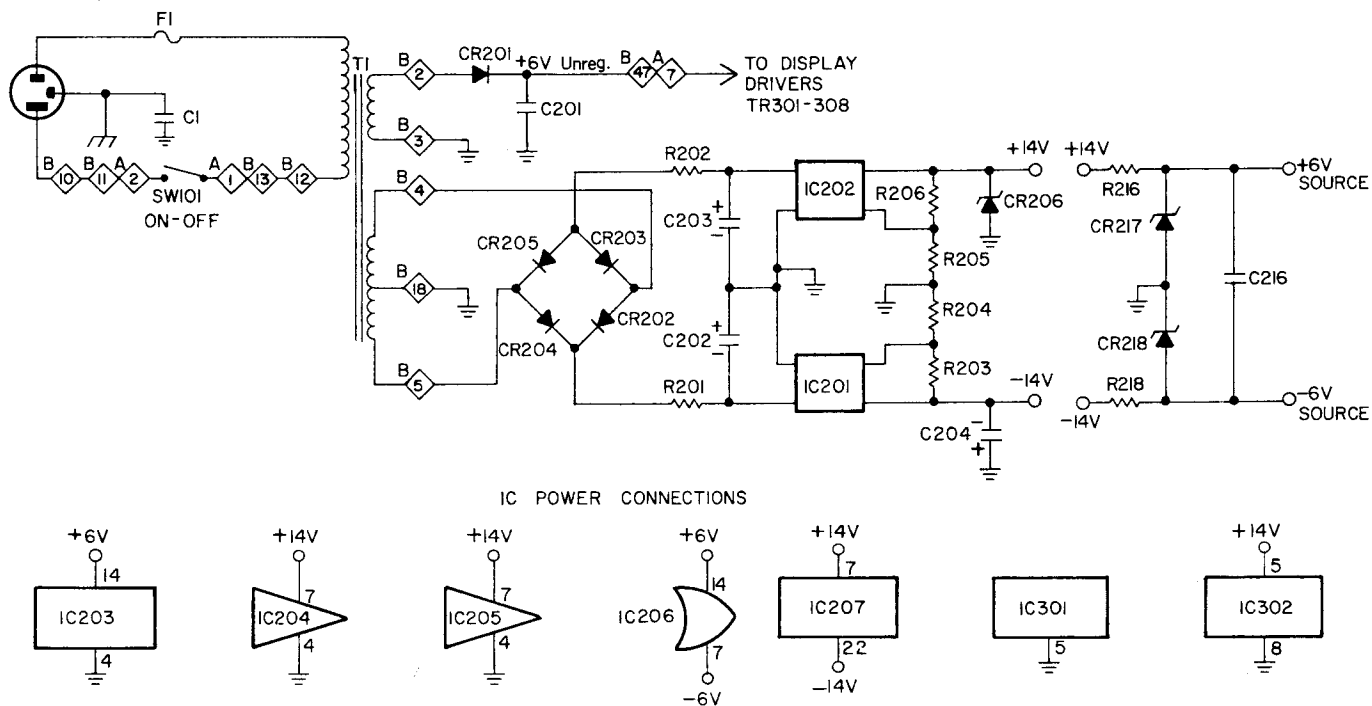 F1
T1
B 2
CR201
+6V Unreg.
B 47 A 7
TO DISPLAY
DRIVERS
TR301-308
C1
C201
B 3
B 10 B 11 A 2
A 1 B 13 B 12
SW101
ON-OFF
B 4
R202
IC202
+14V
+14V
+6V
SOURCE
R206
CR206
R216
C203
+
-
CR205
CR203
CR217
R205
B 18
C216
R204
CR204
CR202
C202
+
-
CR218
B 5
R201
IC201
R203
-14V
-14V
R218
-6V
SOURCE
C204
-
+
IC POWER CONNECTIONS
+6V
+14V
+14V
+6V
+14V
+14V
14
7
7
14
7
5
IC203
IC204
IC205
IC206
IC207
IC301
IC302
4
4
4
7
22
5
8
-6V
-14V